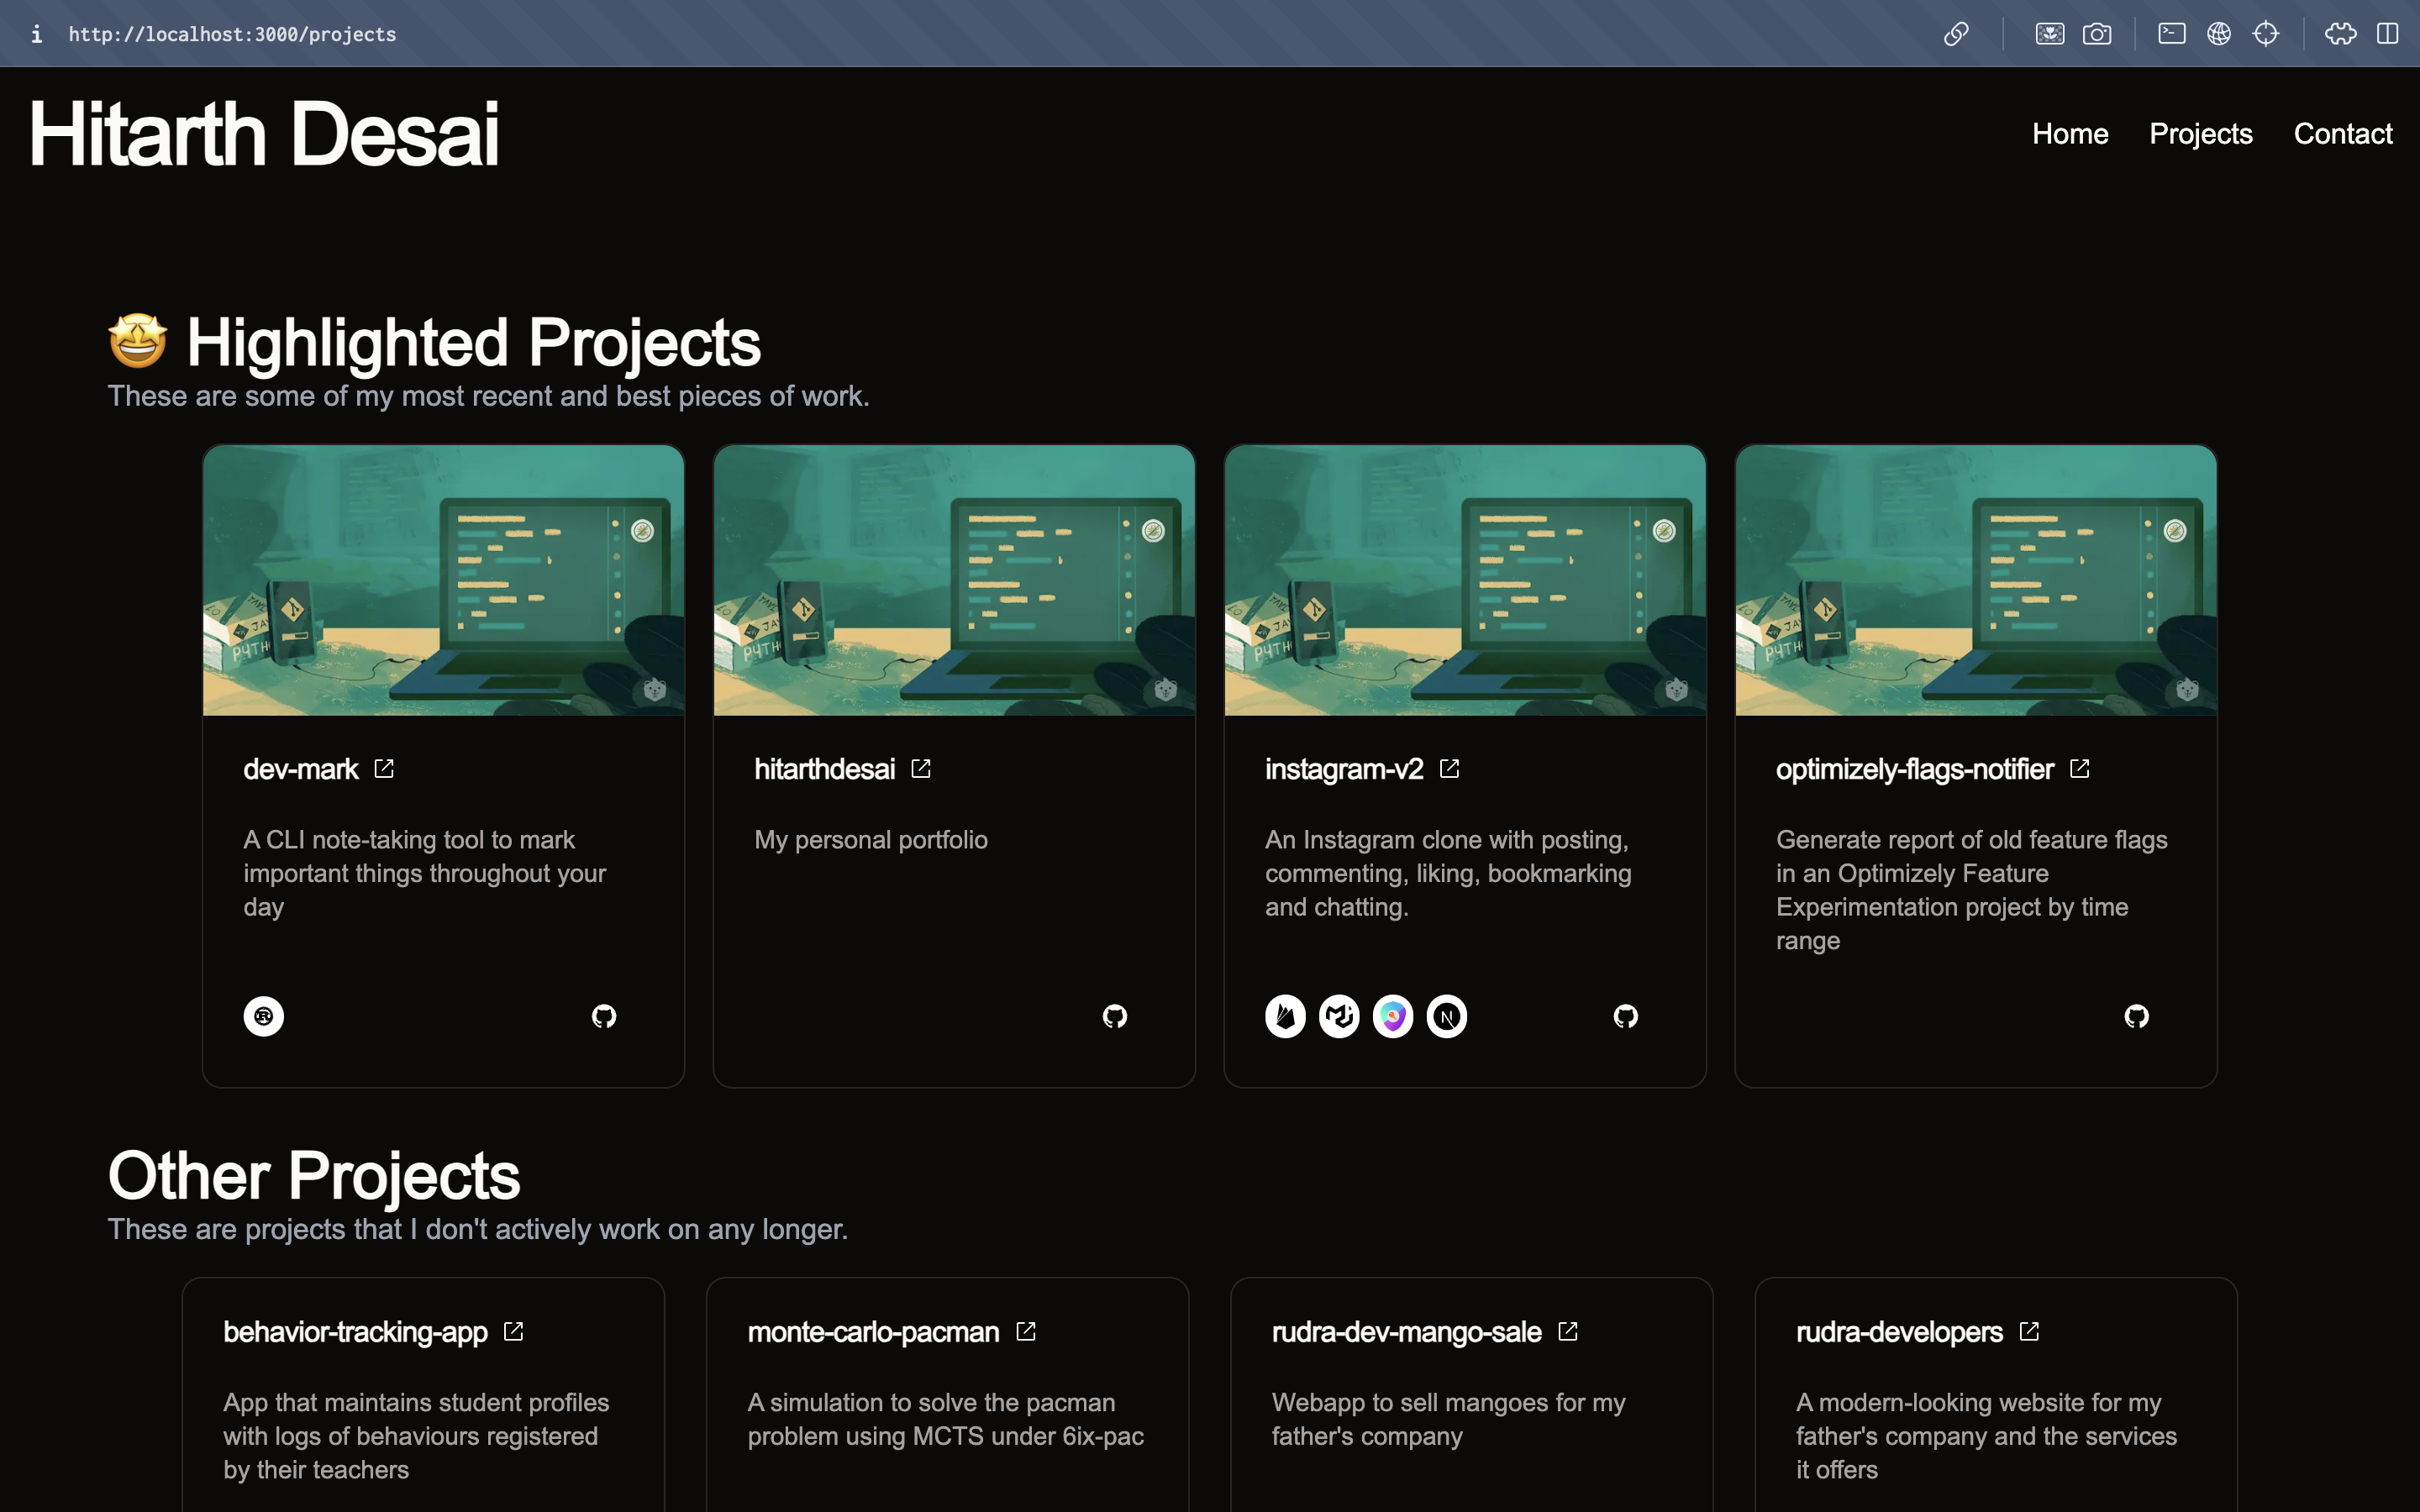 http://localhost:3000/projects
Hitarth Desai
Home Projects Contact
🤩 Highlighted Projects
These are some of my most recent and best pieces of work.
dev-mark
A CLI note-taking tool to mark
important things throughout your
day
hitarthdesai
My personal portfolio
instagram-v2
An Instagram clone with posting,
commenting, liking, bookmarking
and chatting.
optimizely-flags-notifier
Generate report of old feature flags
in an Optimizely Feature
Experimentation project by time
range
Other Projects
These are projects that I don't actively work on any longer.
behavior-tracking-app
App that maintains student profiles
with logs of behaviours registered
by their teachers
monte-carlo-pacman
A simulation to solve the pacman
problem using MCTS under 6ix-pac
rudra-dev-mango-sale
Webapp to sell mangoes for my
father's company
rudra-developers
A modern-looking website for my
father's company and the services
it offers